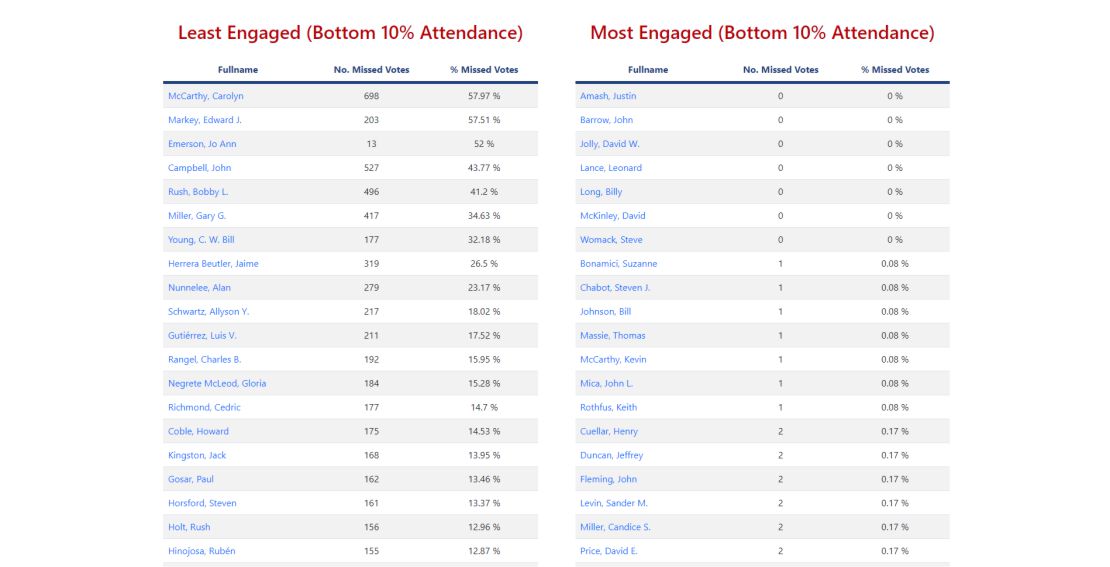 Least Engaged (Bottom 10% Attendance)
Fullname No. Missed Votes % Missed Votes
McCarthy, Carolyn 698 57.97 %
Markey, Edward J. 203 57.51 %
Emerson, Jo Ann 13 52 %
Campbell, John 527 43.77 %
Rush, Bobby L. 496 41.2 %
Miller, Gary G. 417 34.63 %
Young, C. W. Bill 177 32.18 %
Herrera Beutler, Jaime 319 26.5 %
Nunnelee, Alan 279 23.17 %
Schwartz, Allyson Y. 217 18.02 %
Gutiérrez, Luis V. 211 17.52 %
Rangel, Charles B. 192 15.95 %
Negrete McLeod, Gloria 184 15.28 %
Richmond, Cedric 177 14.7 %
Coble, Howard 175 14.53 %
Kingston, Jack 168 13.95 %
Gosar, Paul 162 13.46 %
Horsford, Steven 161 13.37 %
Holt, Rush 156 12.96 %
Hinojosa, Rubén 155 12.87 %
Most Engaged (Bottom 10% Attendance)
Fullname No. Missed Votes % Missed Votes
Amash, Justin 0 0 %
Barrow, John 0 0 %
Jolly, David W. 0 0 %
Lance, Leonard 0 0 %
Long, Billy 0 0 %
McKinley, David 0 0 %
Womack, Steve 0 0 %
Bonamici, Suzanne 1 0.08 %
Chabot, Steven J. 1 0.08 %
Johnson, Bill 1 0.08 %
Massie, Thomas 1 0.08 %
McCarthy, Kevin 1 0.08 %
Mica, John L. 1 0.08 %
Rothfus, Keith 1 0.08 %
Cuellar, Henry 2 0.17 %
Duncan, Jeffrey 2 0.17 %
Fleming, John 2 0.17 %
Levin, Sander M. 2 0.17 %
Miller, Candice S. 2 0.17 %
Price, David E. 2 0.17 %